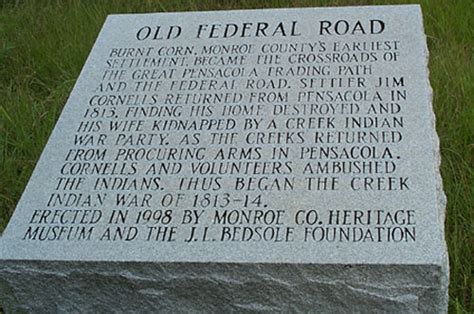 OLD FEDERAL ROAD
BURNT CORN, MONROE COUNTY'S EARLIEST
SETTLEMENT, BECAME THE CROSSROADS OF
THE GREAT PENSACOLA TRADING PATH
AND THE FEDERAL ROAD. SETTLER JIM
CORNELLS RETURNED FROM PENSACOLA IN
1813, FINDING HIS HOME DESTROYED AND
HIS WIFE KIDNAPPED BY A CREEK INDIAN
WAR PARTY. AS THE CREEKS RETURNED
FROM PROCURING ARMS IN PENSACOLA,
CORNELLS AND VOLUNTEERS AMBUSHED
THE INDIANS. THUS BEGAN THE CREEK
INDIAN WAR OF 1813-14.
ERECTED IN 1998 BY MONROE CO. HERITAGE
MUSEUM AND THE J.L. BEDSOLE FOUNDATION